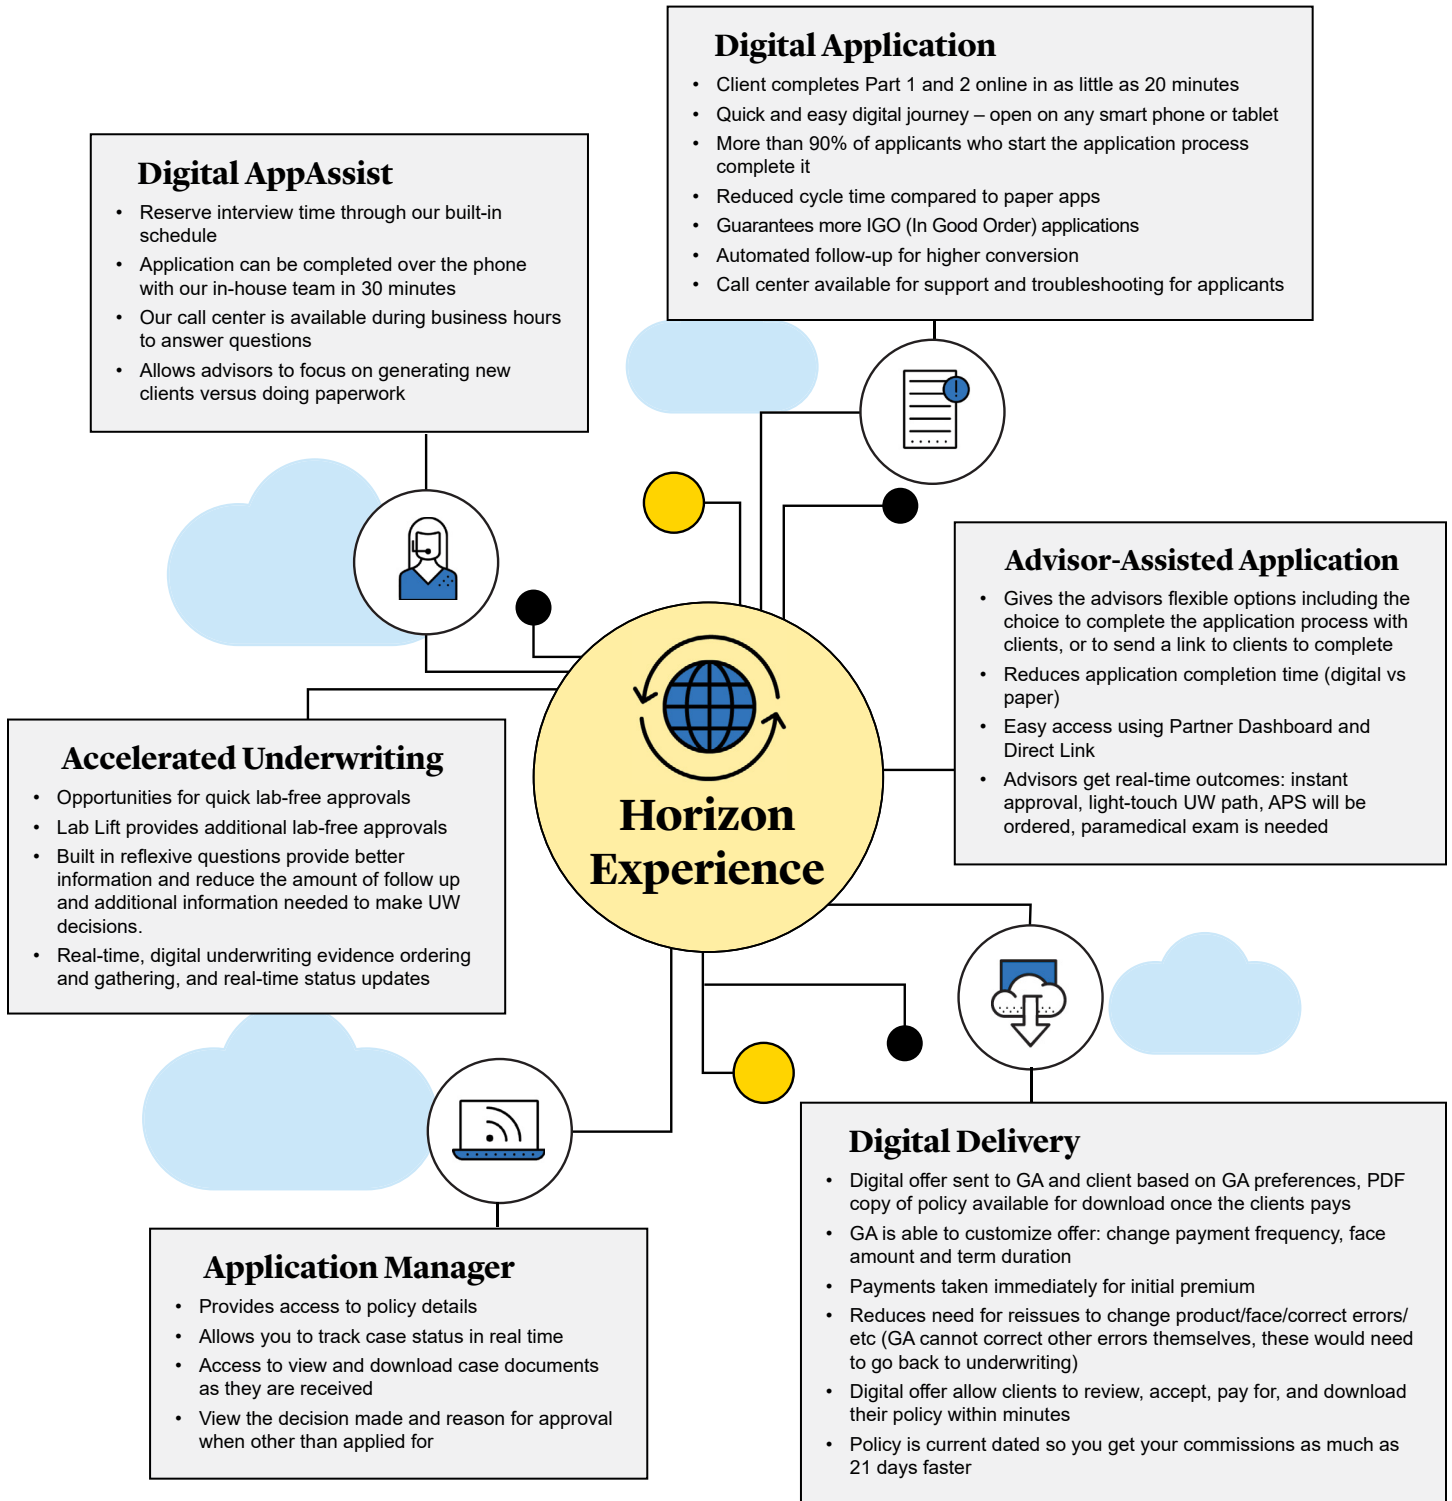 Digital Application
• Client completes Part 1 and 2 online in as little as 20 minutes
• Quick and easy digital journey – open on any smart phone or tablet
• More than 90% of applicants who start the application process
complete it
• Reduced cycle time compared to paper apps
• Guarantees more IGO (In Good Order) applications
• Automated follow-up for higher conversion
• Call center available for support and troubleshooting for applicants
Digital AppAssist
• Reserve interview time through our built-in
schedule
• Application can be completed over the phone
with our in-house team in 30 minutes
• Our call center is available during business hours
to answer questions
• Allows advisors to focus on generating new
clients versus doing paperwork
Advisor-Assisted Application
• Gives the advisors flexible options including the
choice to complete the application process with
clients, or to send a link to clients to complete
• Reduces application completion time (digital vs
paper)
• Easy access using Partner Dashboard and
Direct Link
• Advisors get real-time outcomes: instant
approval, light-touch UW path, APS will be
ordered, paramedical exam is needed
Horizon
Experience
Accelerated Underwriting
• Opportunities for quick lab-free approvals
• Lab Lift provides additional lab-free approvals
• Built in reflexive questions provide better
information and reduce the amount of follow up
and additional information needed to make UW
decisions.
• Real-time, digital underwriting evidence ordering
and gathering, and real-time status updates
Application Manager
• Provides access to policy details
• Allows you to track case status in real time
• Access to view and download case documents
as they are received
• View the decision made and reason for approval
when other than applied for
Digital Delivery
• Digital offer sent to GA and client based on GA preferences, PDF
copy of policy available for download once the clients pays
• GA is able to customize offer: change payment frequency, face
amount and term duration
• Payments taken immediately for initial premium
• Reduces need for reissues to change product/face/correct errors/
etc (GA cannot correct other errors themselves, these would need
to go back to underwriting)
• Digital offer allow clients to review, accept, pay for, and download
their policy within minutes
• Policy is current dated so you get your commissions as much as
21 days faster